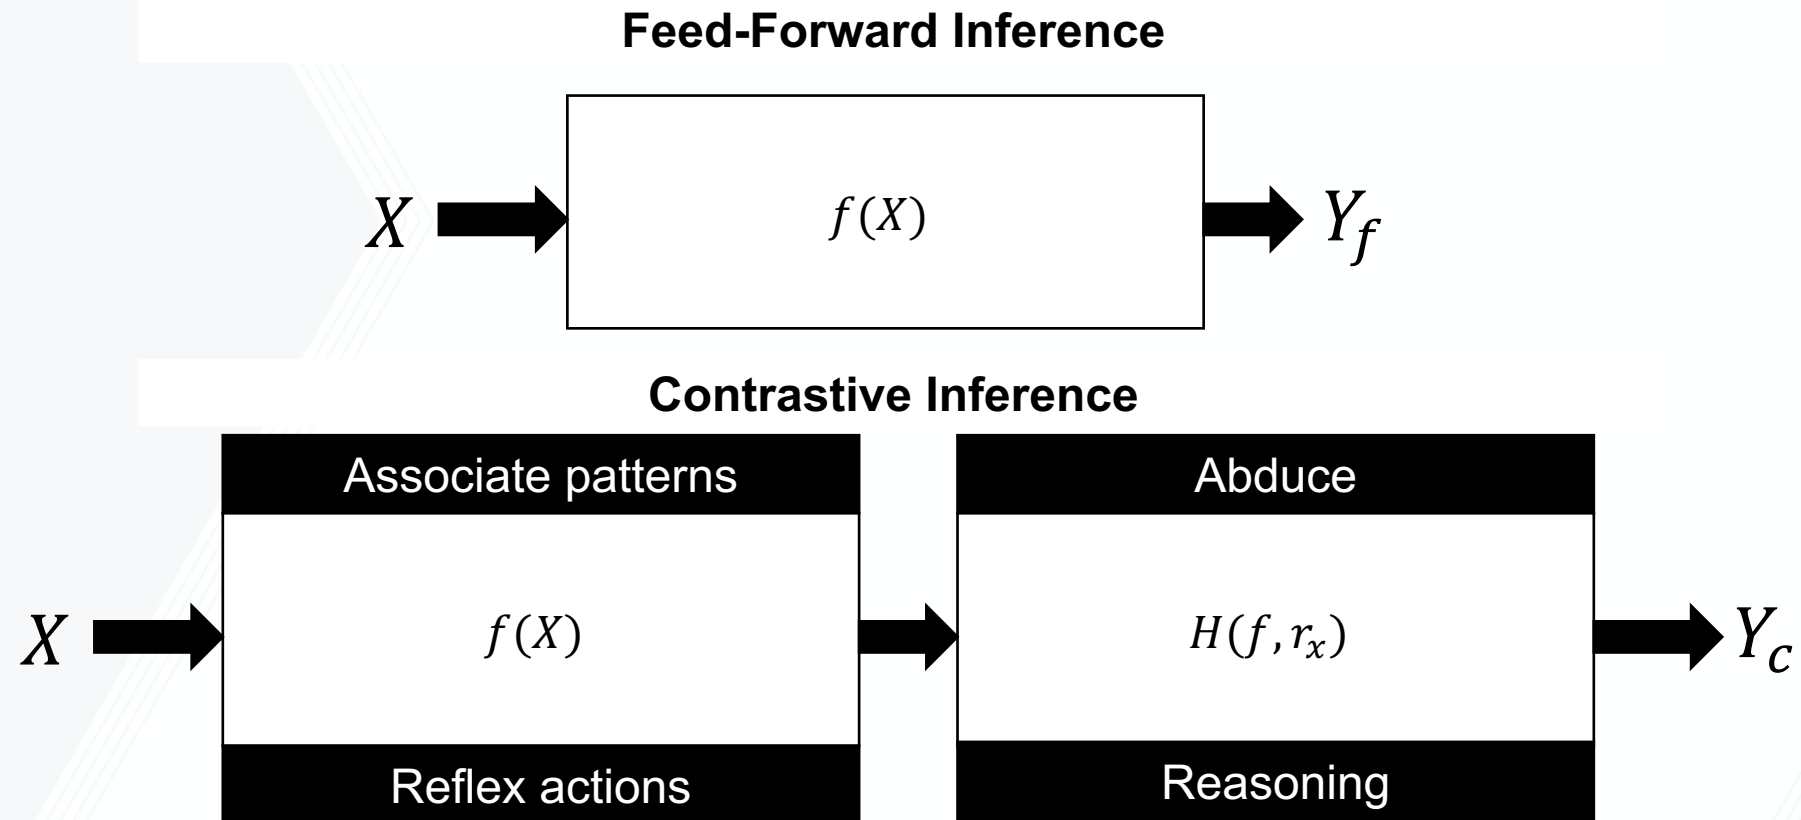 Feed-Forward Inference
X
f(X)
Y_f
Contrastive Inference
Associate patterns
Abduce
X
f(X)
H(f, r_x)
Y_c
Reflex actions
Reasoning